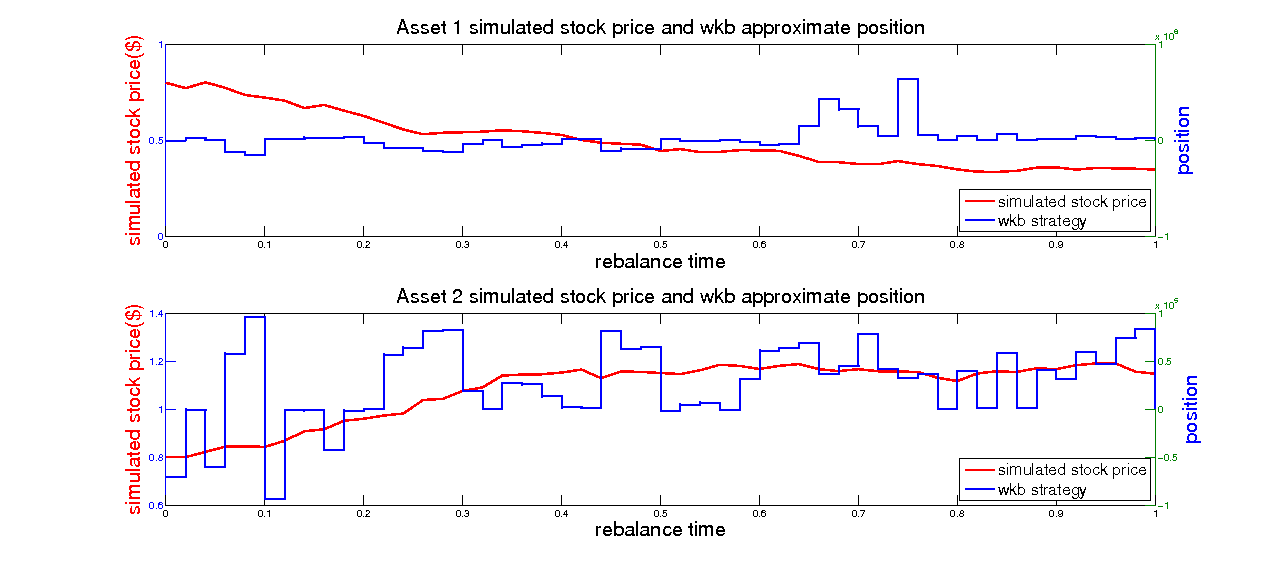 Asset 1 simulated stock price and wkb approximate position
x 10
simulated stock price($)
1
0.5
0
1
0
−1
position
simulated stock price
wkb strategy
0 0.1 0.2 0.3 0.4 0.5 0.6 0.7 0.8 0.9 1
rebalance time
Asset 2 simulated stock price and wkb approximate position
x 10^5
simulated stock price($)
1.4
1.2
1
0.8
0.6
1
0.5
0
−0.5
−1
position
simulated stock price
wkb strategy
0 0.1 0.2 0.3 0.4 0.5 0.6 0.7 0.8 0.9 1
rebalance time